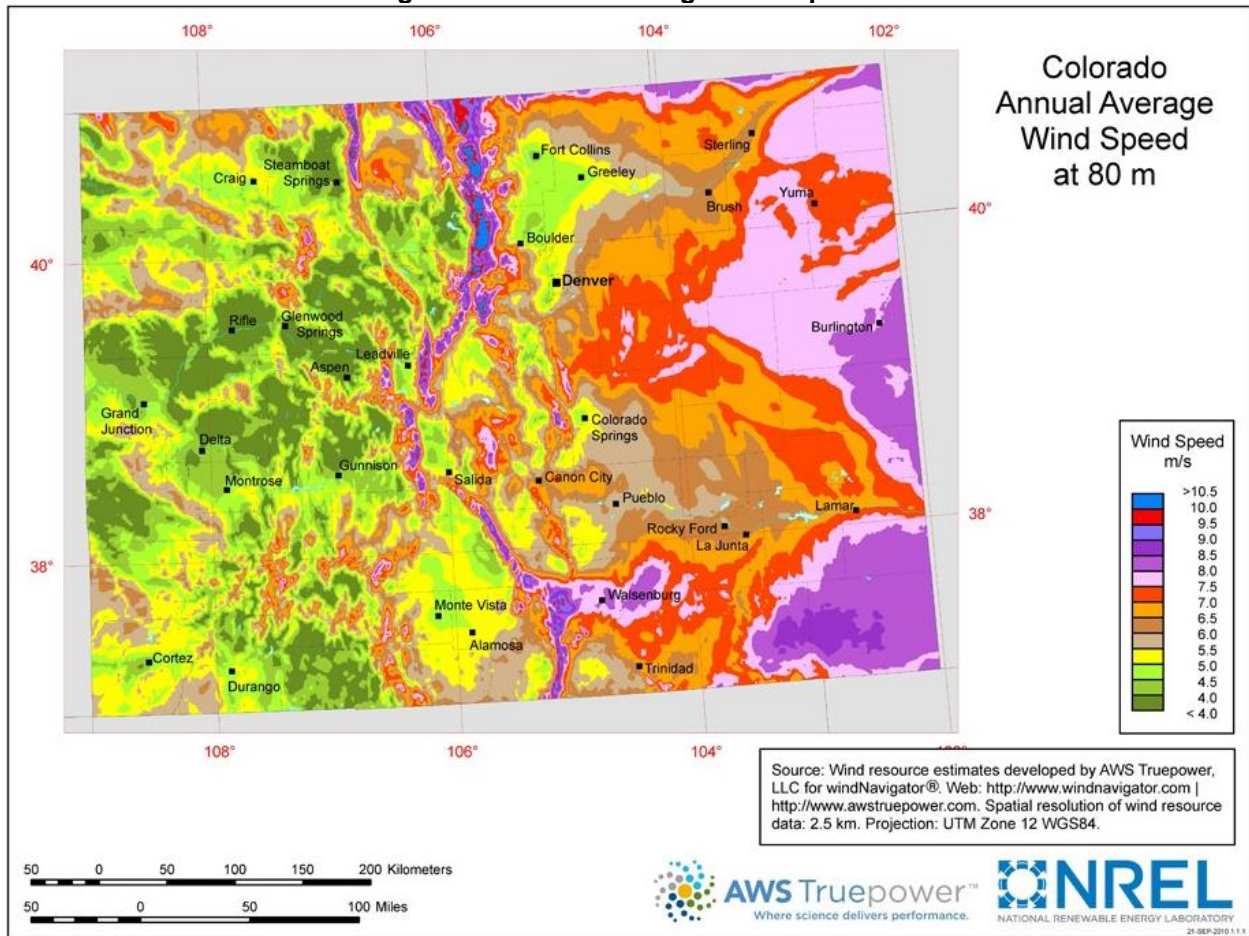 108°
106°
104°
102°
Colorado
Annual Average
Wind Speed
at 80 m
Fort Collins
Sterling
Steamboat
Springs
Craig
Greeley
Yuma
Brush
40°
Boulder
40°
Denver
Rifle
Glenwood
Springs
Burlington
Leadville
Aspen
Grand
Junction
Colorado
Springs
Delta
Gunnison
Salida
Canon City
Montrose
Pueblo
Lamar
38°
Rocky Ford
La Junta
38°
Walsenburg
Monte Vista
Alamosa
Cortez
Durango
Trinidad
108°
106°
104°
Wind Speed
m/s
>10.5
10.0
9.5
9.0
8.5
8.0
7.5
7.0
6.5
6.0
5.5
5.0
4.5
4.0
< 4.0
Source: Wind resource estimates developed by AWS Truepower,
LLC for windNavigator®. Web: http://www.windnavigator.com |
http://www.awstruepower.com. Spatial resolution of wind resource
data: 2.5 km. Projection: UTM Zone 12 WGS84.
50 0 50 100 150 200 Kilometers
50 0 50 100 Miles
AWS Truepower™
Where science delivers performance.
NREL
NATIONAL RENEWABLE ENERGY LABORATORY
21-SEP-2010 1.1.1